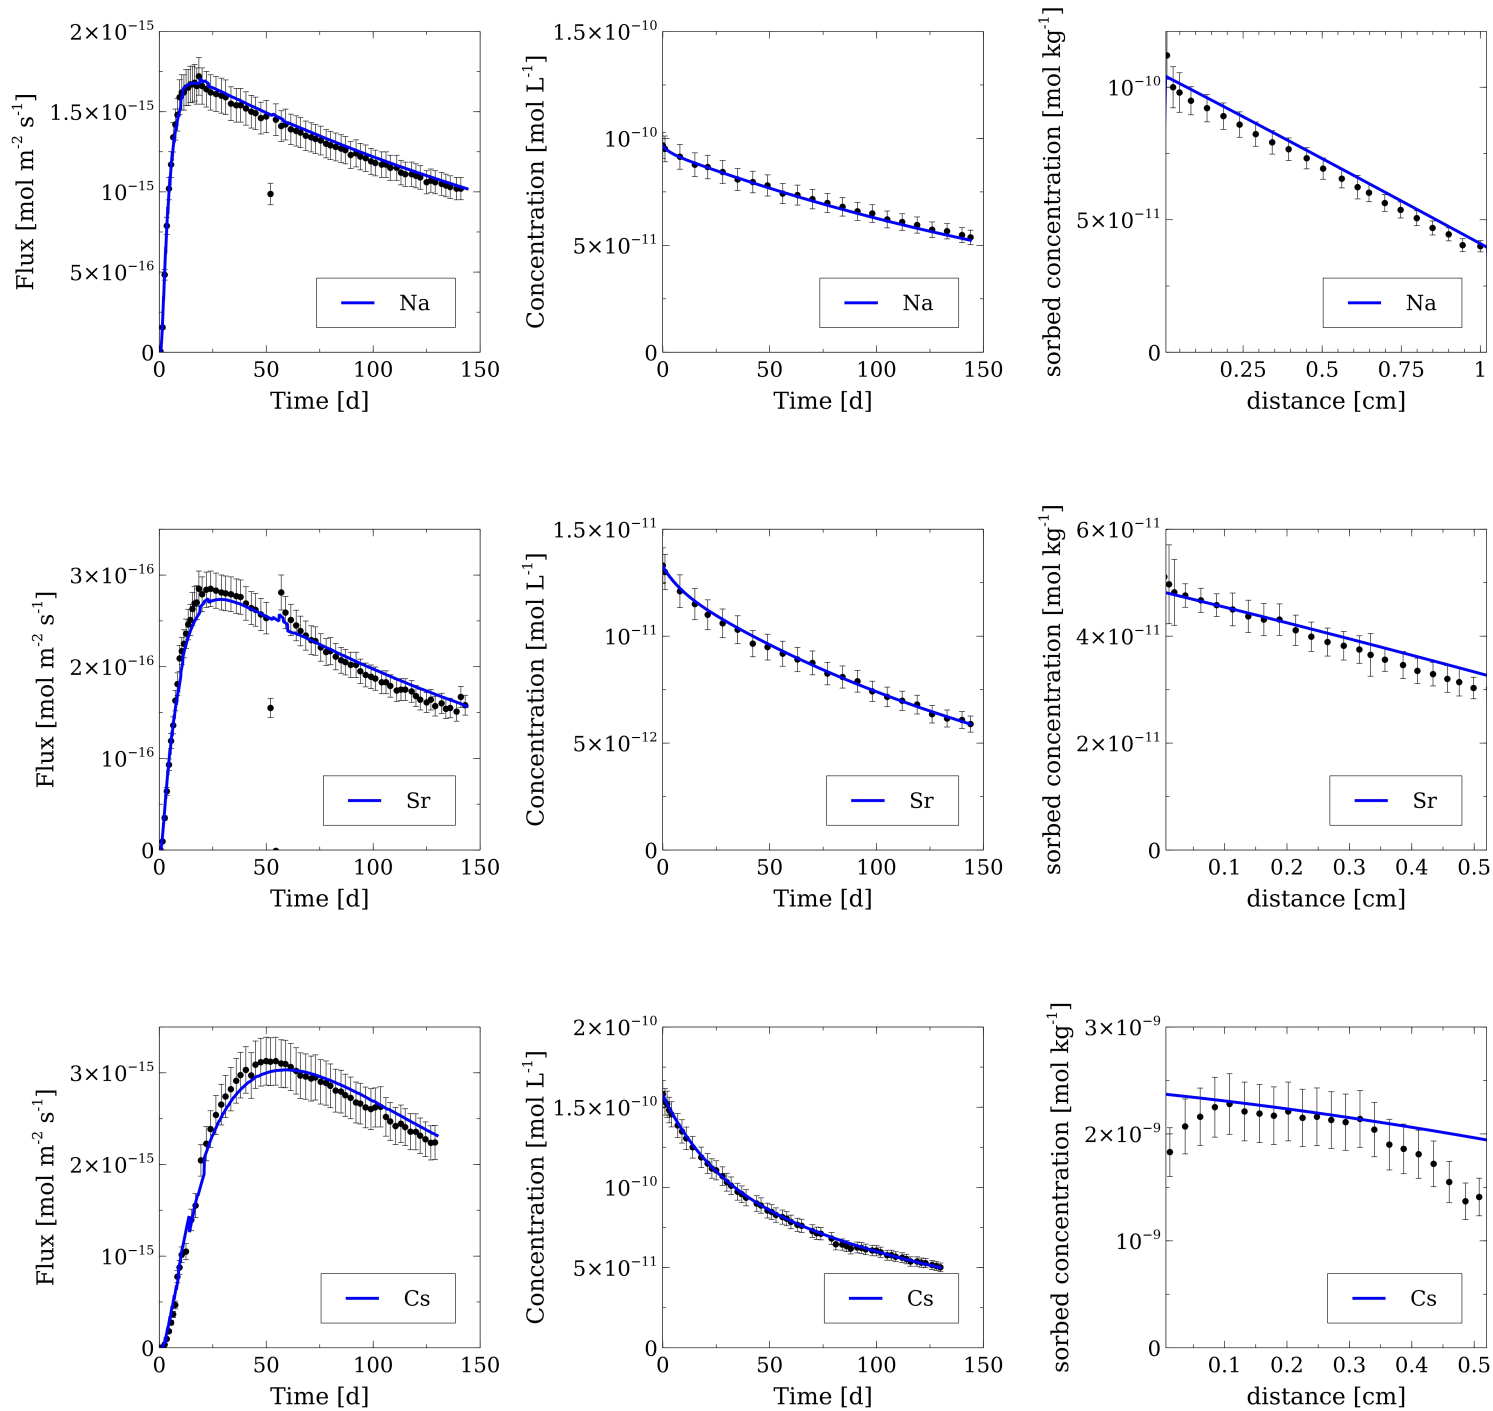 Flux [mol m⁻² s⁻¹]
2×10⁻¹⁵
1.5×10⁻¹⁵
10⁻¹⁵
5×10⁻¹⁶
0
0 50 100 150
Time [d]
Na
Concentration [mol L⁻¹]
1.5×10⁻¹⁰
10⁻¹⁰
5×10⁻¹¹
0
0 50 100 150
Time [d]
Na
sorbed concentration [mol kg⁻¹]
10⁻¹⁰
5×10⁻¹¹
0
0.25 0.5 0.75 1
distance [cm]
Na
Flux [mol m⁻² s⁻¹]
3×10⁻¹⁶
2×10⁻¹⁶
10⁻¹⁶
0
0 50 100 150
Time [d]
Sr
Concentration [mol L⁻¹]
1.5×10⁻¹¹
10⁻¹¹
5×10⁻¹²
0
0 50 100 150
Time [d]
Sr
sorbed concentration [mol kg⁻¹]
6×10⁻¹¹
4×10⁻¹¹
2×10⁻¹¹
0
0.1 0.2 0.3 0.4 0.5
distance [cm]
Sr
Flux [mol m⁻² s⁻¹]
3×10⁻¹⁵
2×10⁻¹⁵
10⁻¹⁵
0
0 50 100 150
Time [d]
Cs
Concentration [mol L⁻¹]
2×10⁻¹⁰
1.5×10⁻¹⁰
10⁻¹⁰
5×10⁻¹¹
0
0 50 100 150
Time [d]
Cs
sorbed concentration [mol kg⁻¹]
3×10⁻⁹
2×10⁻⁹
10⁻⁹
0
0.1 0.2 0.3 0.4 0.5
distance [cm]
Cs